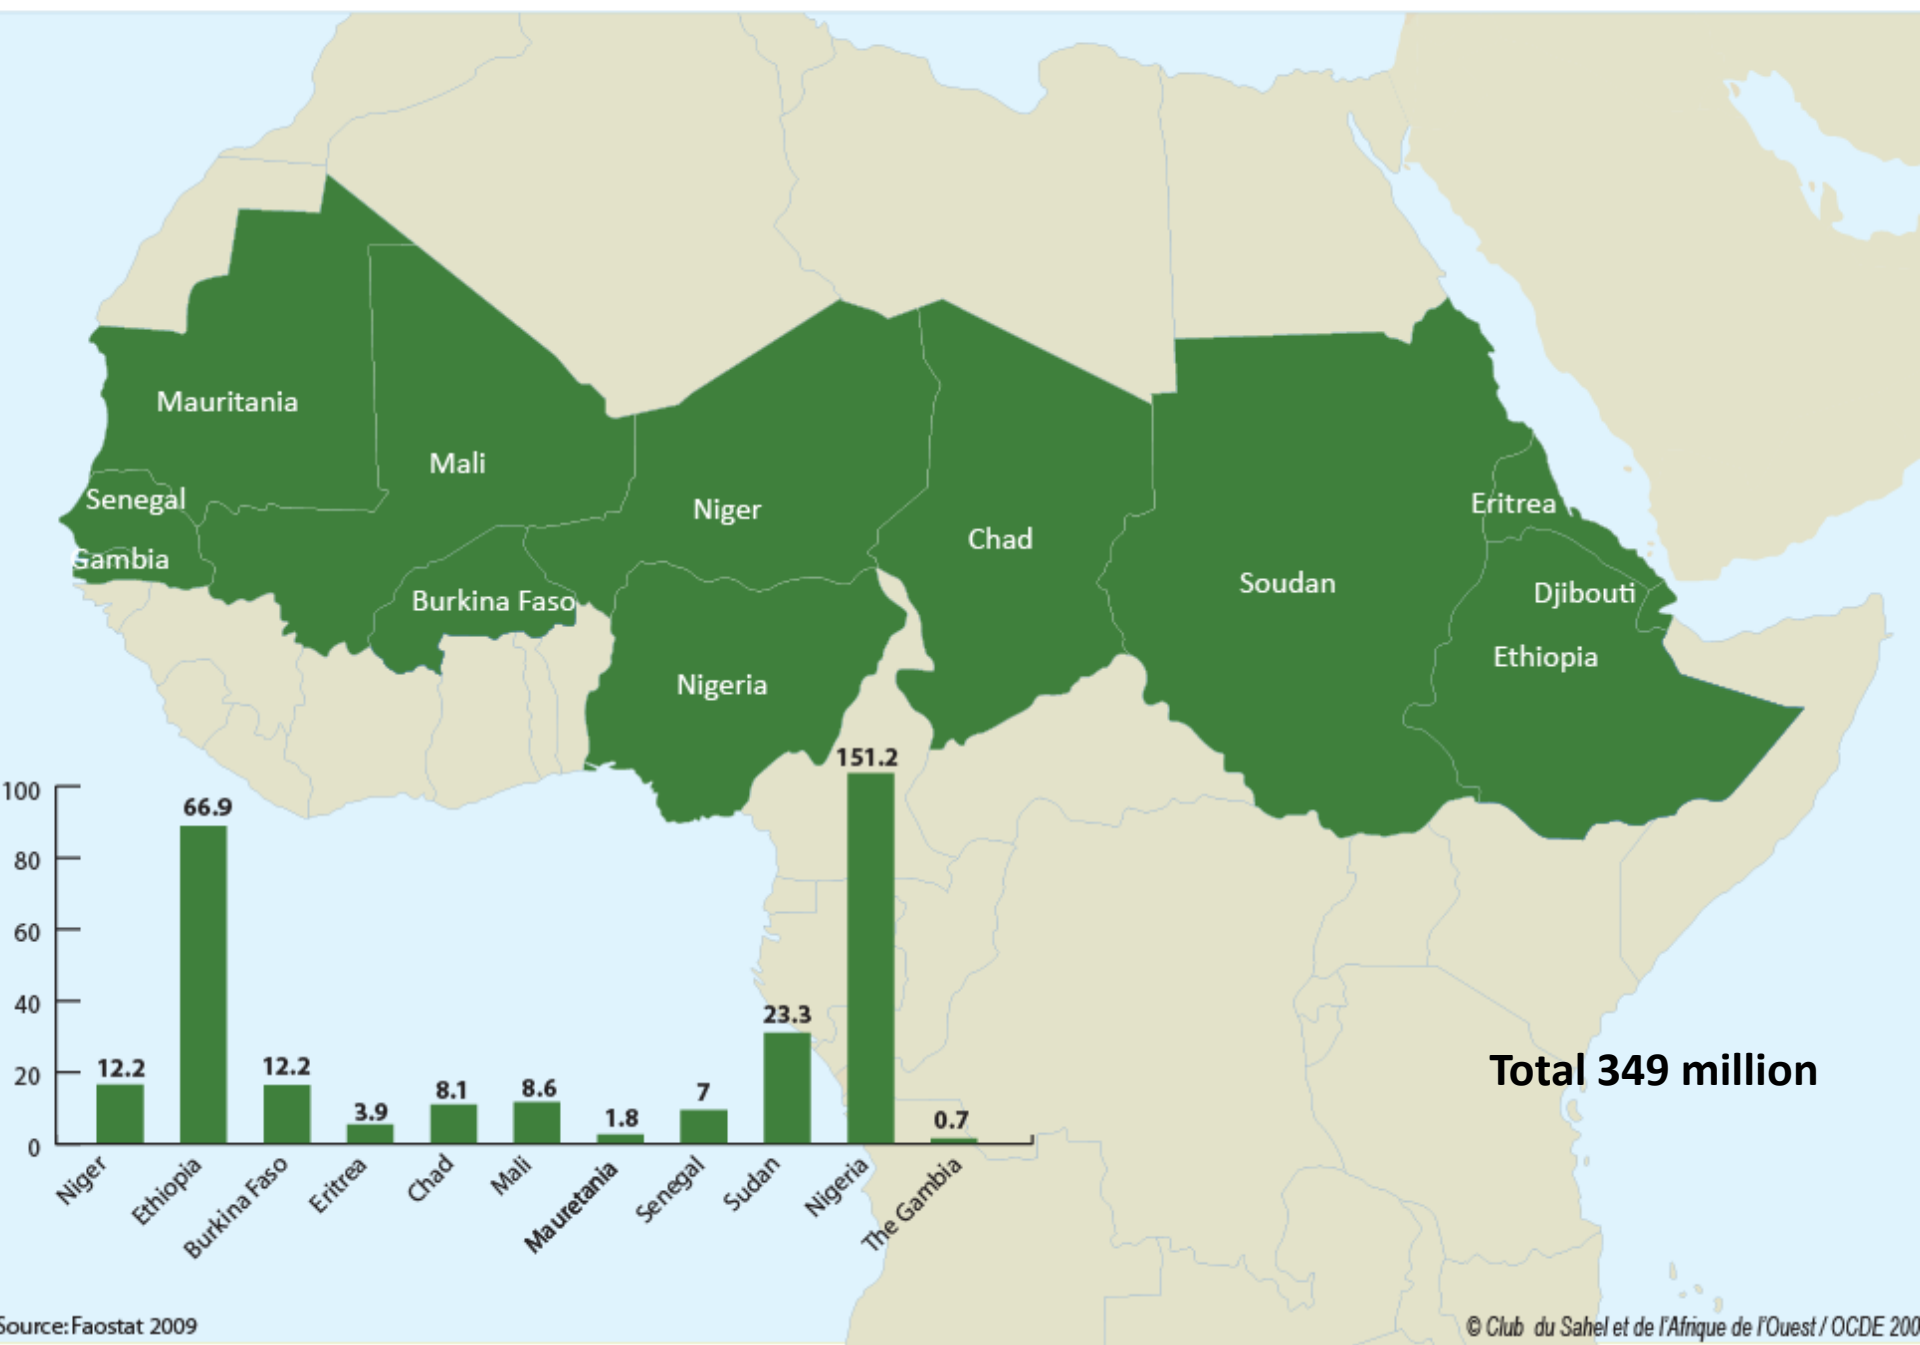 Mauritania
Mali
Senegal
Niger
Eritrea
Chad
Gambia
Soudan
Djibouti
Burkina Faso
Ethiopia
Nigeria
151.2
100
66.9
80
60
40
23.3
20
12.2
12.2
3.9
8.1
8.6
1.8
7
0.7
0
Total 349 million
Niger
Ethiopia
Burkina Faso
Eritrea
Chad
Mali
Mauretania
Senegal
Sudan
Nigeria
The Gambia
Source:Faostat 2009
© Club du Sahel et de l'Afrique de l'Ouest / OCDE 200